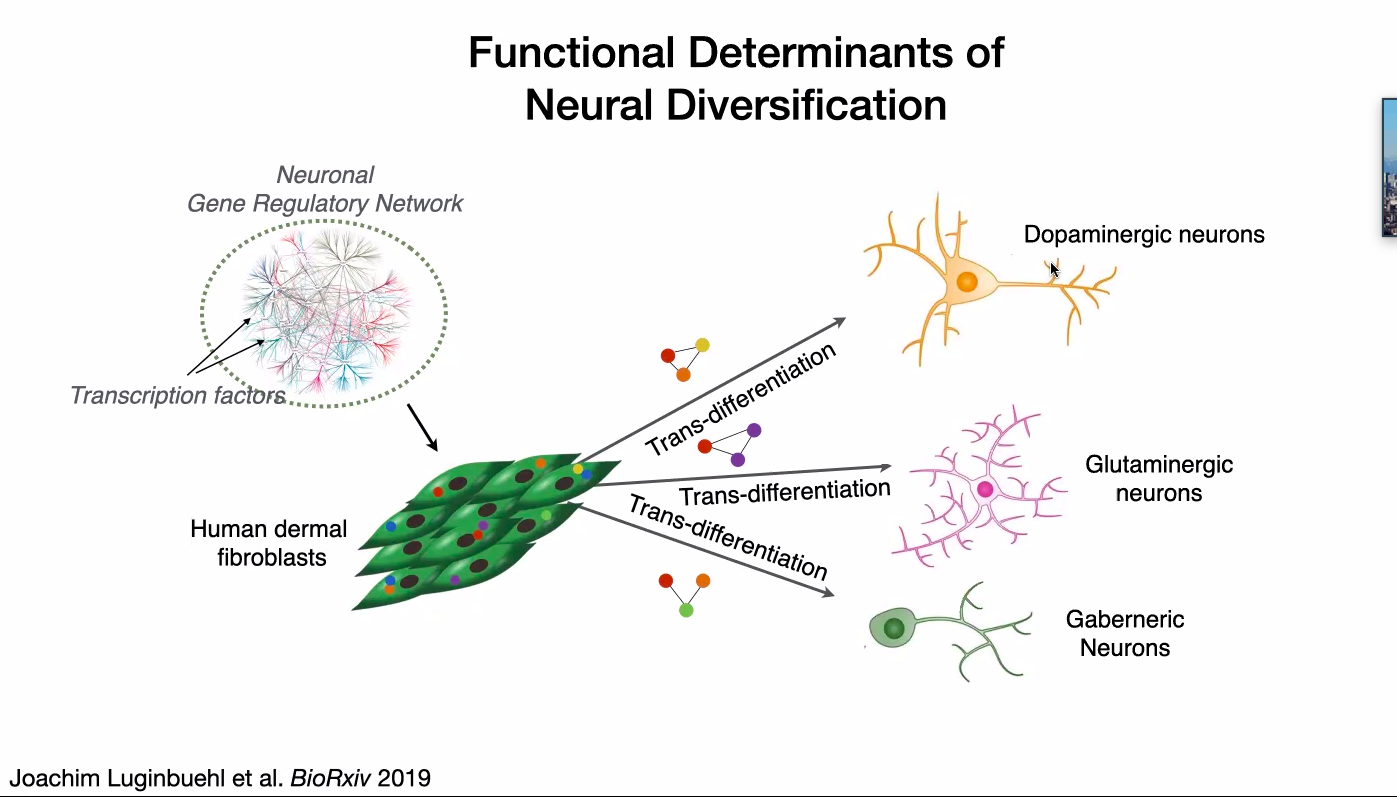 Functional Determinants of
Neural Diversification
Neuronal
Gene Regulatory Network
Transcription factors
Human dermal
fibroblasts
Trans-differentiation
Trans-differentiation
Trans-differentiation
Dopaminergic neurons
Glutaminergic
neurons
Gaberneric
Neurons
Joachim Luginbuehl et al. BioRxiv 2019